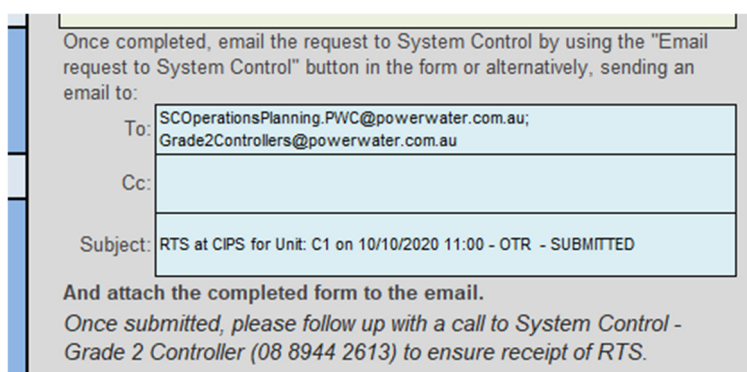 Once completed, email the request to System Control by using the "Email
request to System Control" button in the form or alternatively, sending an
email to:
To: SCOperationsPlanning.PWC@powerwater.com.au;
Grade2Controllers@powerwater.com.au
Cc:
Subject: RTS at CIPS for Unit: C1 on 10/10/2020 11:00 - OTR - SUBMITTED
And attach the completed form to the email.
Once submitted, please follow up with a call to System Control -
Grade 2 Controller (08 8944 2613) to ensure receipt of RTS.